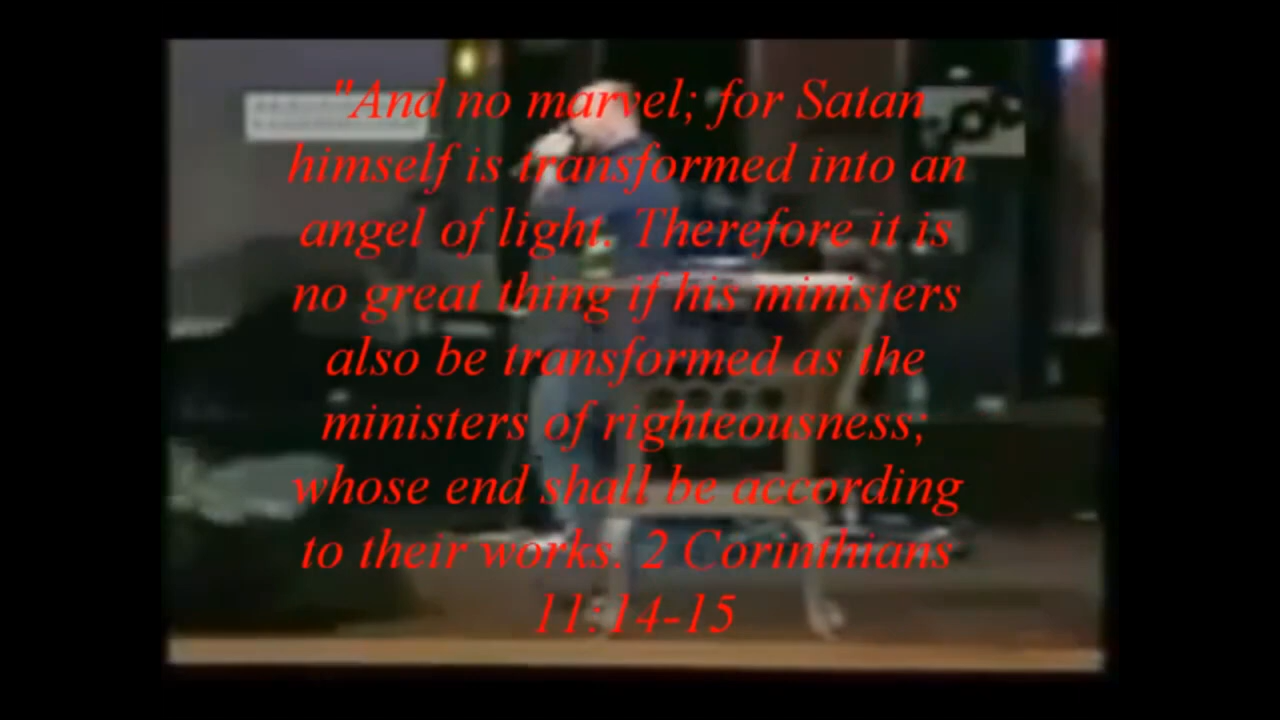 "And no marvel; for Satan
himself is transformed into an
angel of light. Therefore it is
no great thing if his ministers
also be transformed as the
ministers of righteousness;
whose end shall be according
to their works. 2 Corinthians
11:14-15